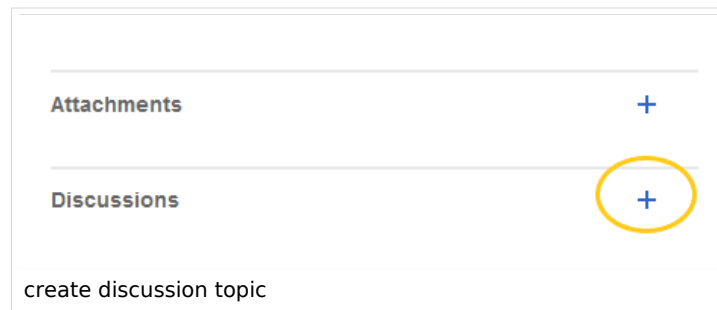 Attachments +
Discussions +
create discussion topic